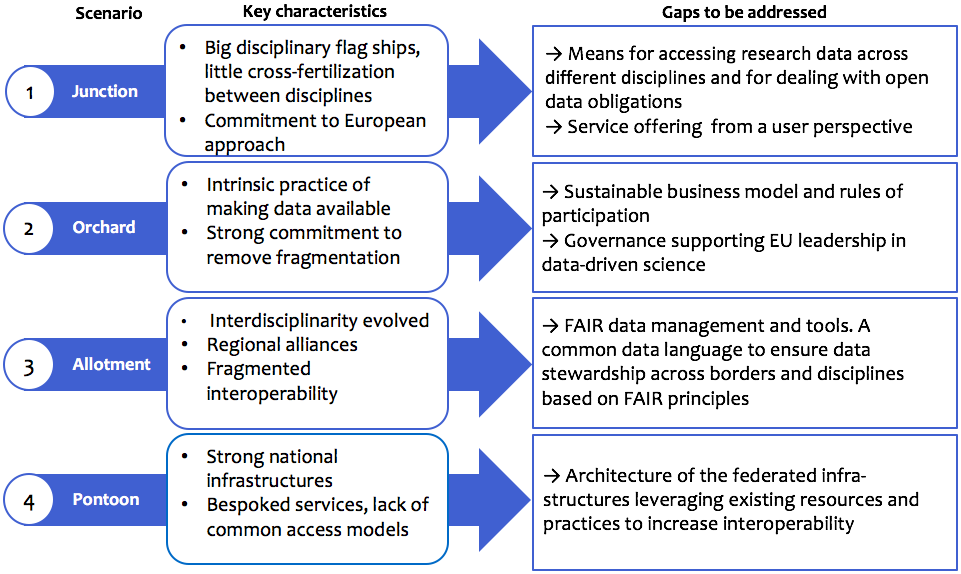 Scenario
Key characteristics
Gaps to be addressed
1
Junction
• Big disciplinary flag ships,
little cross-fertilization
between disciplines
• Commitment to European
approach
→ Means for accessing research data across
different disciplines and for dealing with open
data obligations
→ Service offering from a user perspective
2
Orchard
• Intrinsic practice of
making data available
• Strong commitment to
remove fragmentation
→ Sustainable business model and rules of
participation
→ Governance supporting EU leadership in
data-driven science
3
Allotment
• Interdisciplinarity evolved
• Regional alliances
• Fragmented
interoperability
→ FAIR data management and tools. A
common data language to ensure data
stewardship across borders and disciplines
based on FAIR principles
4
Pontoon
• Strong national
infrastructures
• Bespoked services, lack of
common access models
→ Architecture of the federated infra-
structures leveraging existing resources and
practices to increase interoperability